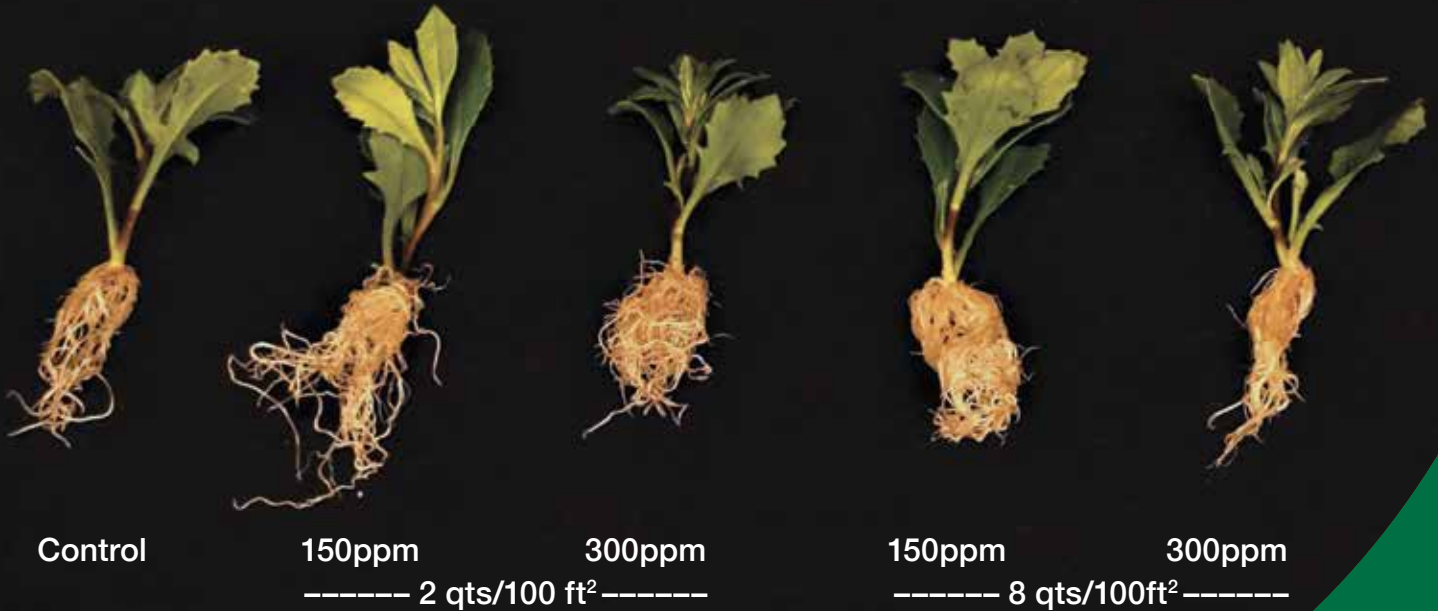 Control 150ppm 300ppm 150ppm 300ppm
------ 2 qts/100 ft² ------ ------ 8 qts/100ft² ------